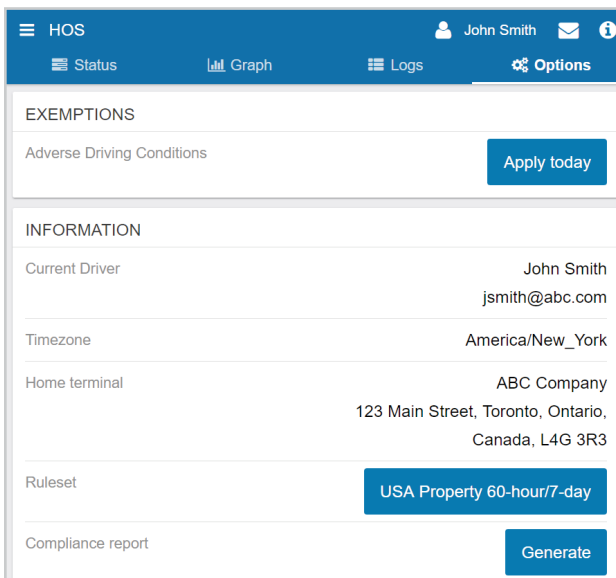 HOS
John Smith
Status
Graph
Logs
Options
EXEMPTIONS
Adverse Driving Conditions
Apply today
INFORMATION
Current Driver
John Smith
jsmith@abc.com
Timezone
America/New_York
Home terminal
ABC Company
123 Main Street, Toronto, Ontario,
Canada, L4G 3R3
Ruleset
USA Property 60-hour/7-day
Compliance report
Generate